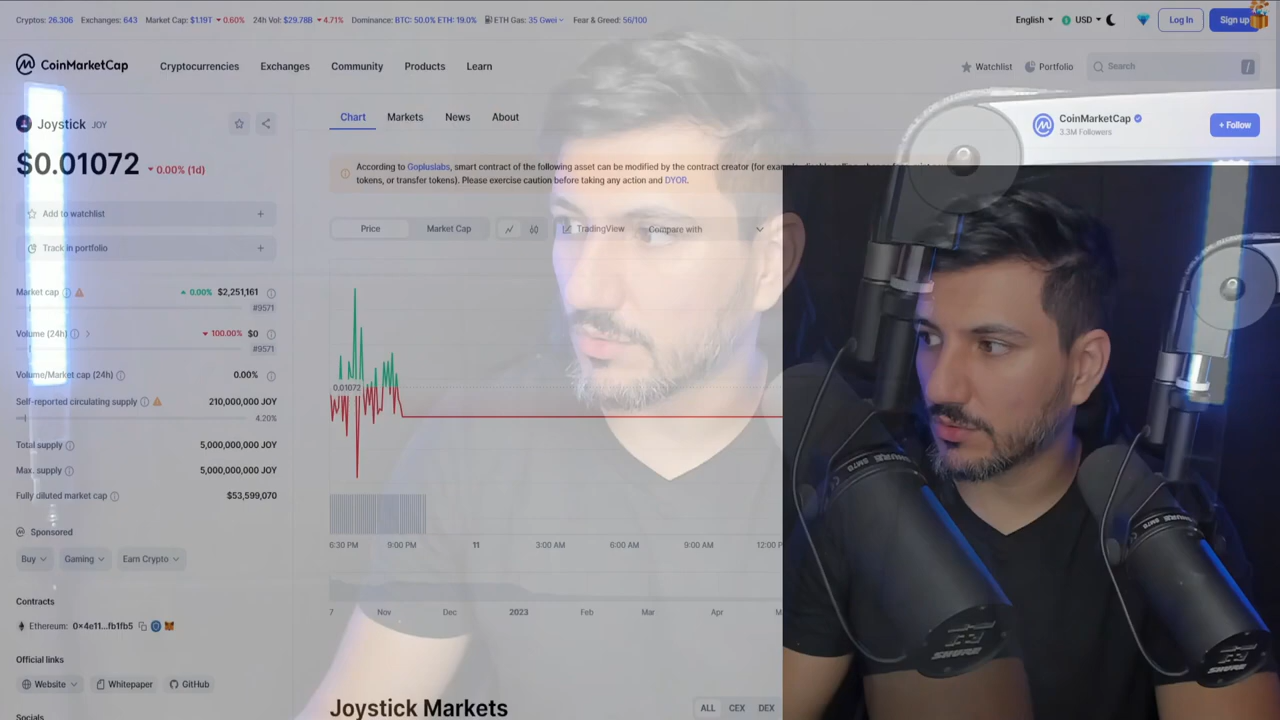 Cryptos: 26.306 Exchanges: 643 Market Cap: $1.19T 0.60% 24h Vol: $29.78B 4.71% Dominance: BTC: 50.0% ETH: 19.0% ETH Gas: 35 Gwei Fear & Greed: 56/100
English USD Log In Sign up
CoinMarketCap Cryptocurrencies Exchanges Community Products Learn Watchlist Portfolio Search /
Joystick JOY
$0.01072 0.00% (1d)
Add to watchlist +
Track in portfolio +
Market cap 0.00% $2,251,161
#9571
Volume (24h) 100.00% $0
#9571
Volume/Market cap (24h) 0.00%
Self-reported circulating supply 210,000,000 JOY
4.20%
Total supply 5,000,000,000 JOY
Max. supply 5,000,000,000 JOY
Fully diluted market cap $53,599,070
Sponsored
Buy Gaming Earn Crypto
Contracts
Ethereum: 0x4e11...fb1fb5
Official links
Website Whitepaper GitHub
Socials
Chart Markets News About
According to Gopluslabs, smart contract of the following asset can be modified by the contract creator (for
tokens, or transfer tokens). Please exercise caution before taking any action and DYOR.
Price Market Cap TradingView Compare with
0.01072
6:30 PM 9:00 PM 11 3:00 AM 6:00 AM 9:00 AM 12:00 P
7 Nov Dec 2023 Feb Mar Apr M
Joystick Markets ALL CEX DEX
CoinMarketCap
3.3M Followers
+ Follow
SHURE SM7B
SHURE
SHURE SM7B
SHURE